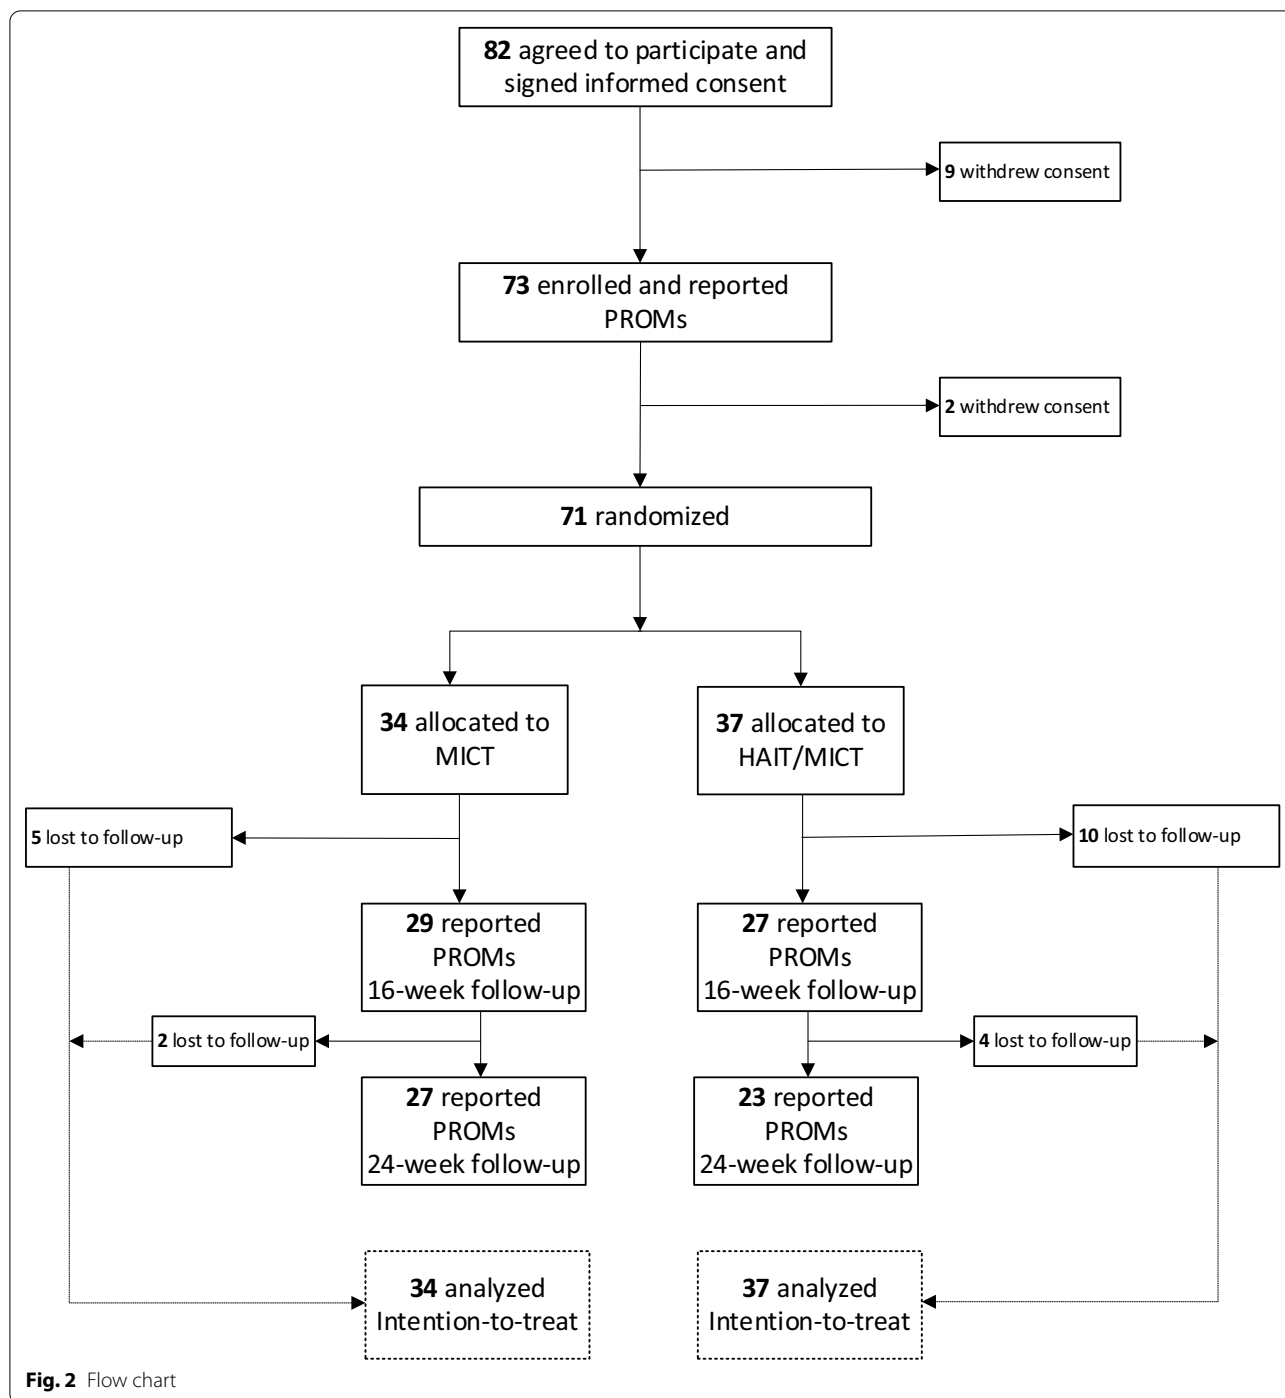 82 agreed to participate and
signed informed consent
9 withdrew consent
73 enrolled and reported
PROMs
2 withdrew consent
71 randomized
34 allocated to
MICT
37 allocated to
HAIT/MICT
5 lost to follow-up
10 lost to follow-up
29 reported
PROMs
16-week follow-up
27 reported
PROMs
16-week follow-up
2 lost to follow-up
4 lost to follow-up
27 reported
PROMs
24-week follow-up
23 reported
PROMs
24-week follow-up
34 analyzed
Intention-to-treat
37 analyzed
Intention-to-treat
Fig. 2 Flow chart